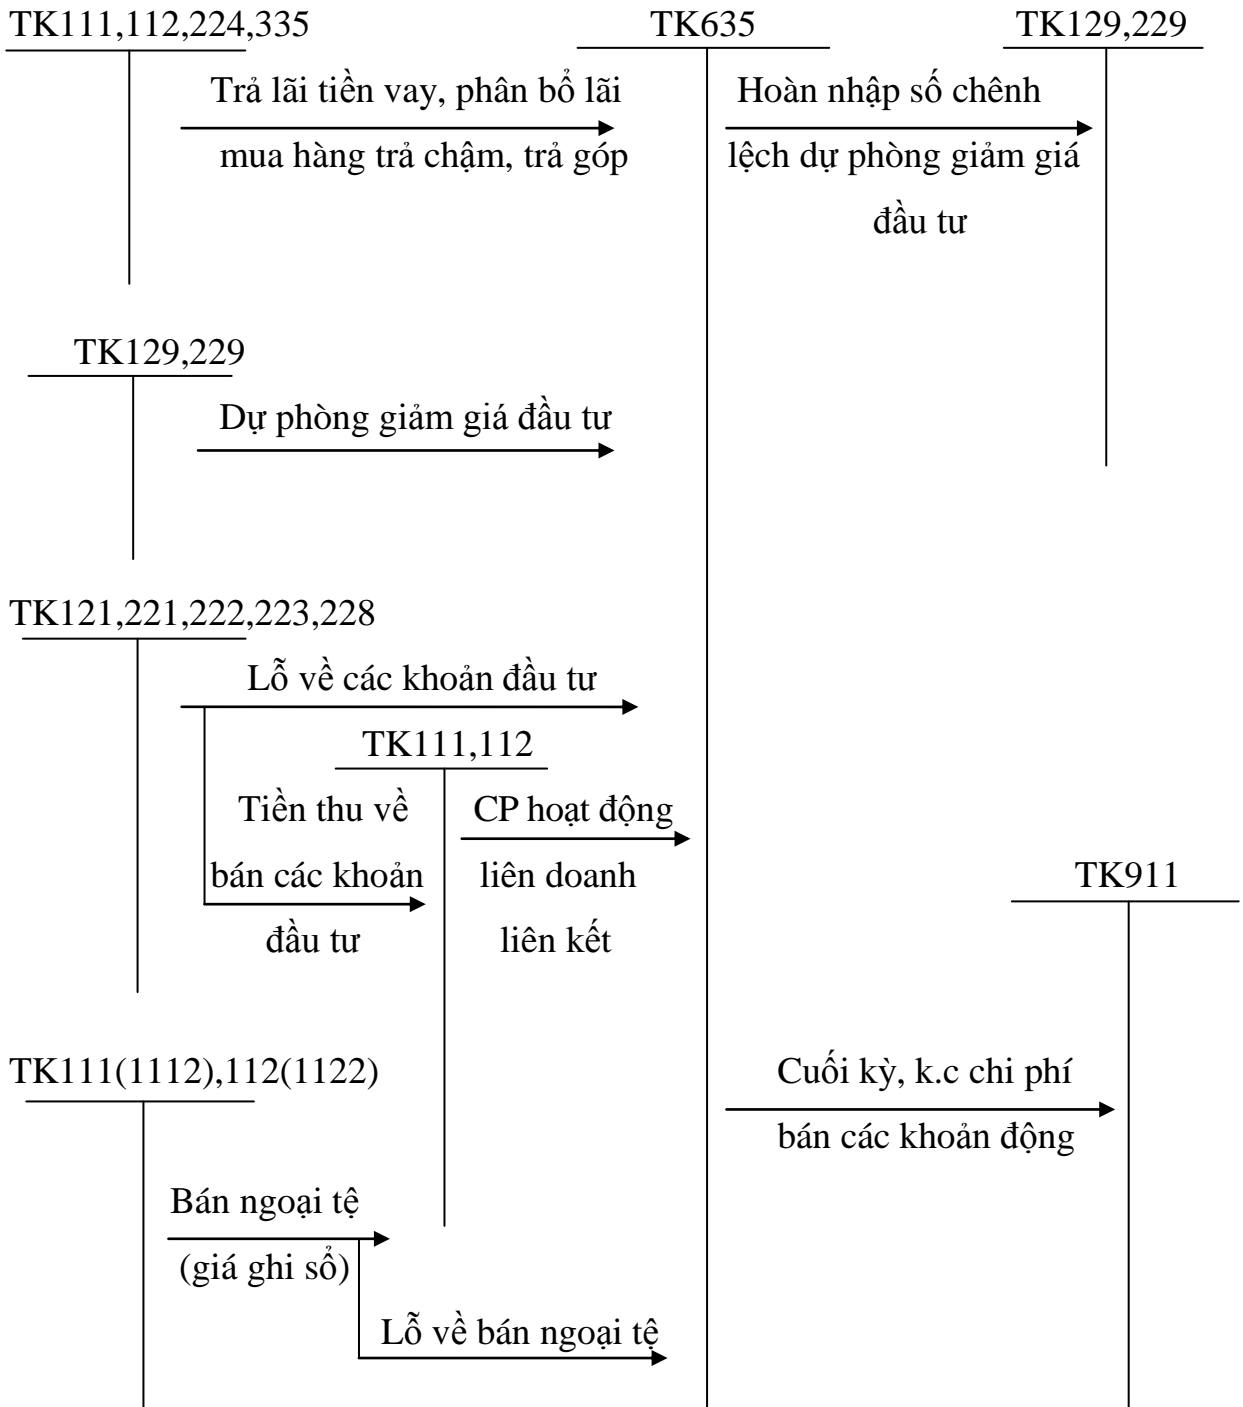 TK111,112,224,335
TK635
TK129,229
Trả lãi tiền vay, phân bổ lãi
mua hàng trả chậm, trả góp
Hoàn nhập số chênh
lệch dự phòng giảm giá
đầu tư
TK129,229
Dự phòng giảm giá đầu tư
TK121,221,222,223,228
Lỗ về các khoản đầu tư
TK111,112
Tiền thu về
bán các khoản
đầu tư
CP hoạt động
liên doanh
liên kết
TK911
TK111(1112),112(1122)
Cuối kỳ, k.c chi phí
bán các khoản động
Bán ngoại tệ
(giá ghi sổ)
Lỗ về bán ngoại tệ